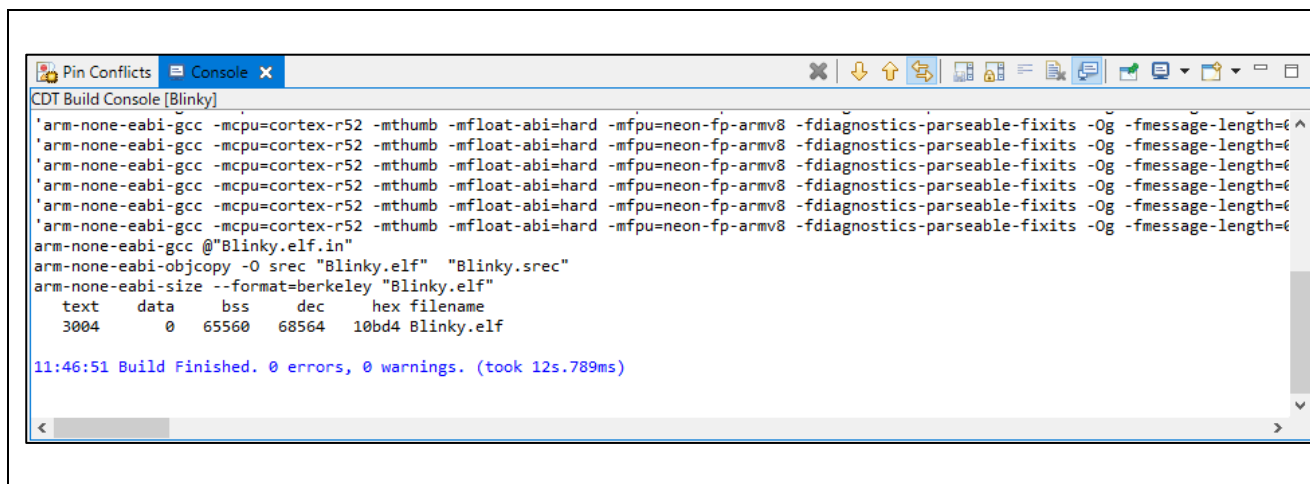 Pin Conflicts Console
CDT Build Console [Blinky]
'arm-none-eabi-gcc -mcpu=cortex-r52 -mthumb -mfloat-abi=hard -mfpu=neon-fp-armv8 -fdiagnostics-parseable-fixits -Og -fmessage-length=
'arm-none-eabi-gcc -mcpu=cortex-r52 -mthumb -mfloat-abi=hard -mfpu=neon-fp-armv8 -fdiagnostics-parseable-fixits -Og -fmessage-length=
'arm-none-eabi-gcc -mcpu=cortex-r52 -mthumb -mfloat-abi=hard -mfpu=neon-fp-armv8 -fdiagnostics-parseable-fixits -Og -fmessage-length=
'arm-none-eabi-gcc -mcpu=cortex-r52 -mthumb -mfloat-abi=hard -mfpu=neon-fp-armv8 -fdiagnostics-parseable-fixits -Og -fmessage-length=
'arm-none-eabi-gcc -mcpu=cortex-r52 -mthumb -mfloat-abi=hard -mfpu=neon-fp-armv8 -fdiagnostics-parseable-fixits -Og -fmessage-length=
'arm-none-eabi-gcc -mcpu=cortex-r52 -mthumb -mfloat-abi=hard -mfpu=neon-fp-armv8 -fdiagnostics-parseable-fixits -Og -fmessage-length=
arm-none-eabi-gcc @"Blinky.elf.in"
arm-none-eabi-objcopy -O srec "Blinky.elf"  "Blinky.srec"
arm-none-eabi-size --format=berkeley "Blinky.elf"
   text    data     bss     dec     hex filename
   3004       0   65560   68564   10bd4 Blinky.elf
11:46:51 Build Finished. 0 errors, 0 warnings. (took 12s.789ms)